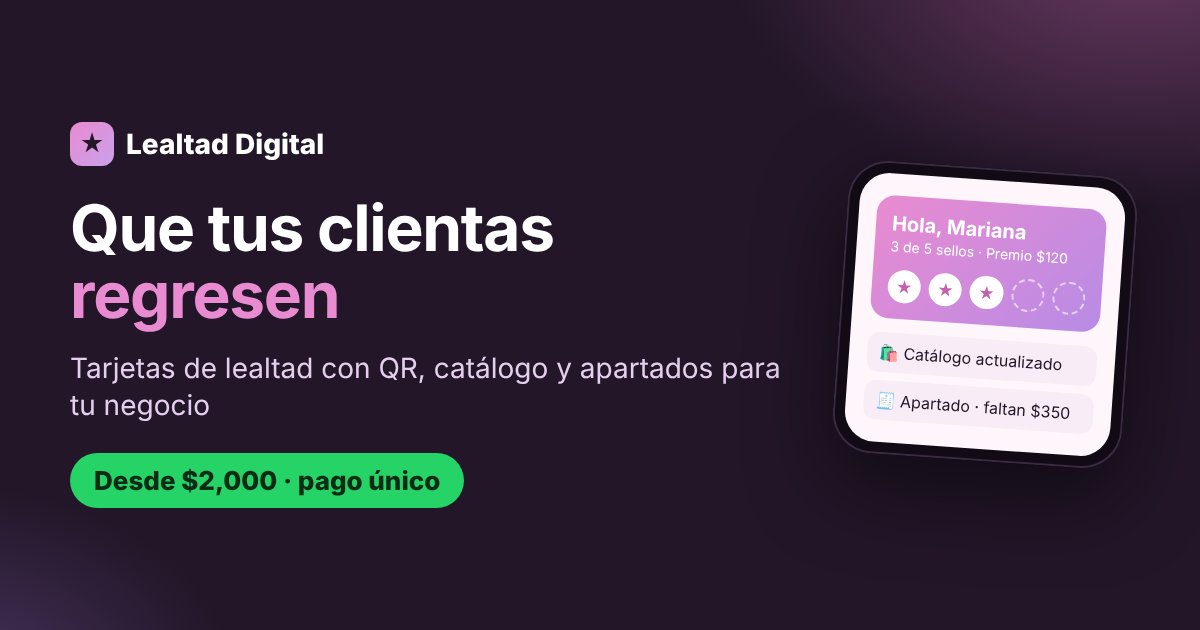 Lealtad Digital
Que tus clientas
regresen
Tarjetas de lealtad con QR, catálogo y apartados para
tu negocio
Desde $2,000 · pago único
Hola, Mariana
3 de 5 sellos · Premio $120
Catálogo actualizado
Apartado · faltan $350